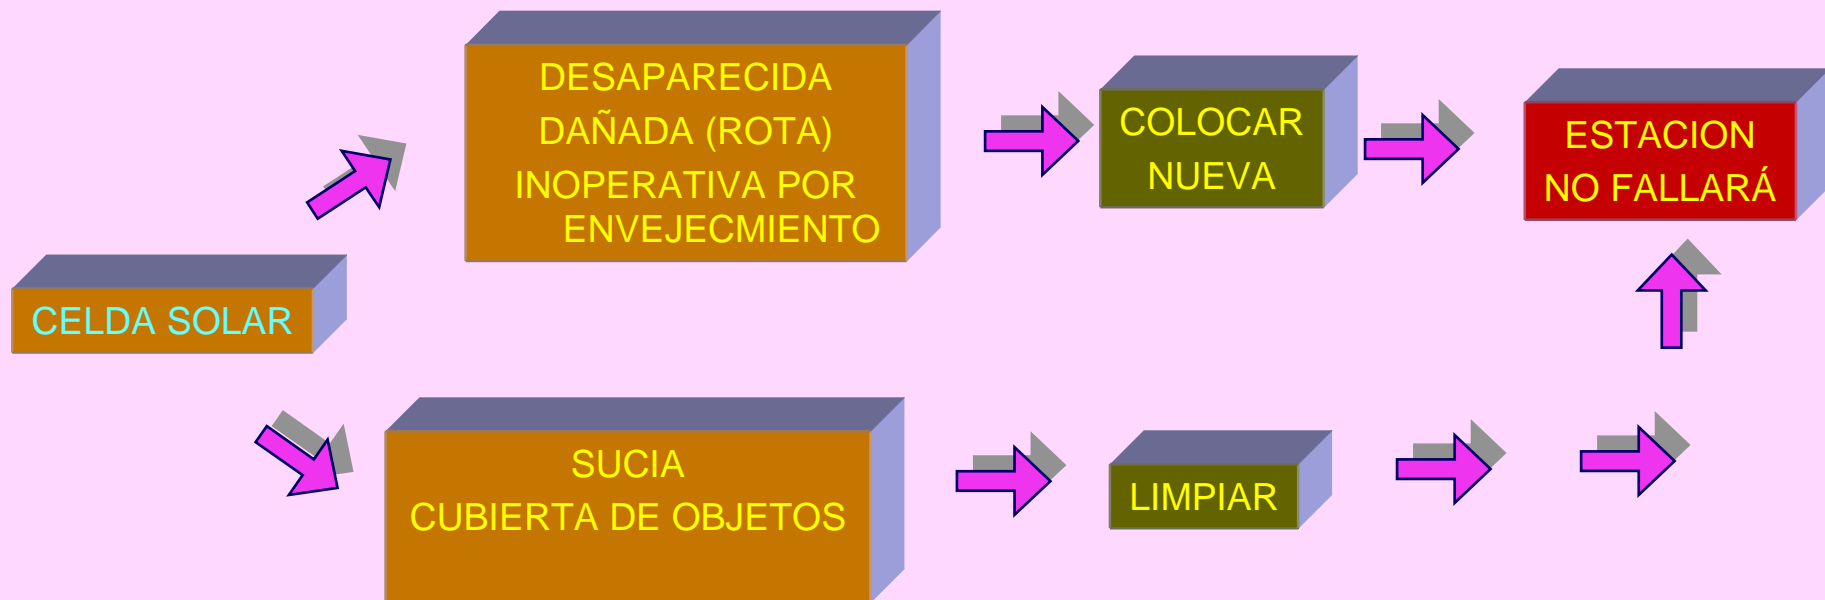 DESAPARECIDA
DAÑADA (ROTA)
INOPERATIVA POR
ENVEJECMIENTO
COLOCAR
NUEVA
ESTACION
NO FALLARÁ
CELDA SOLAR
SUCIA
CUBIERTA DE OBJETOS
LIMPIAR